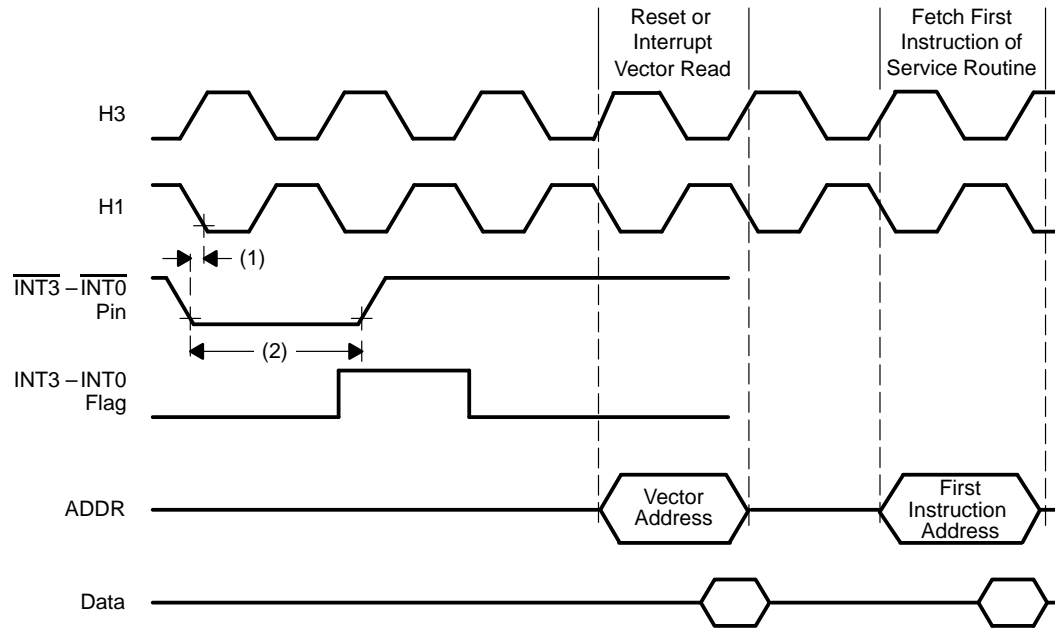 Reset or
Interrupt
Vector Read
Fetch First
Instruction of
Service Routine
H3
H1
(1)
INT3 – INT0
Pin
(2)
INT3 – INT0
Flag
ADDR
Vector
Address
First
Instruction
Address
Data